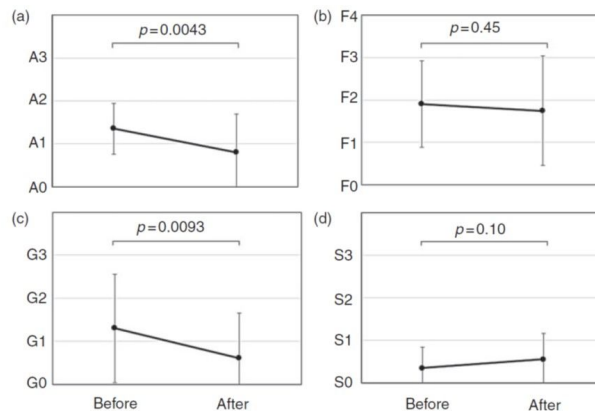 (a)
p=0.0043
A3
A2
A1
A0
(b)
F4
p=0.45
F3
F2
F1
F0
(c)
p=0.0093
G3
G2
G1
G0
Before After
(d)
p=0.10
S3
S2
S1
S0
Before After